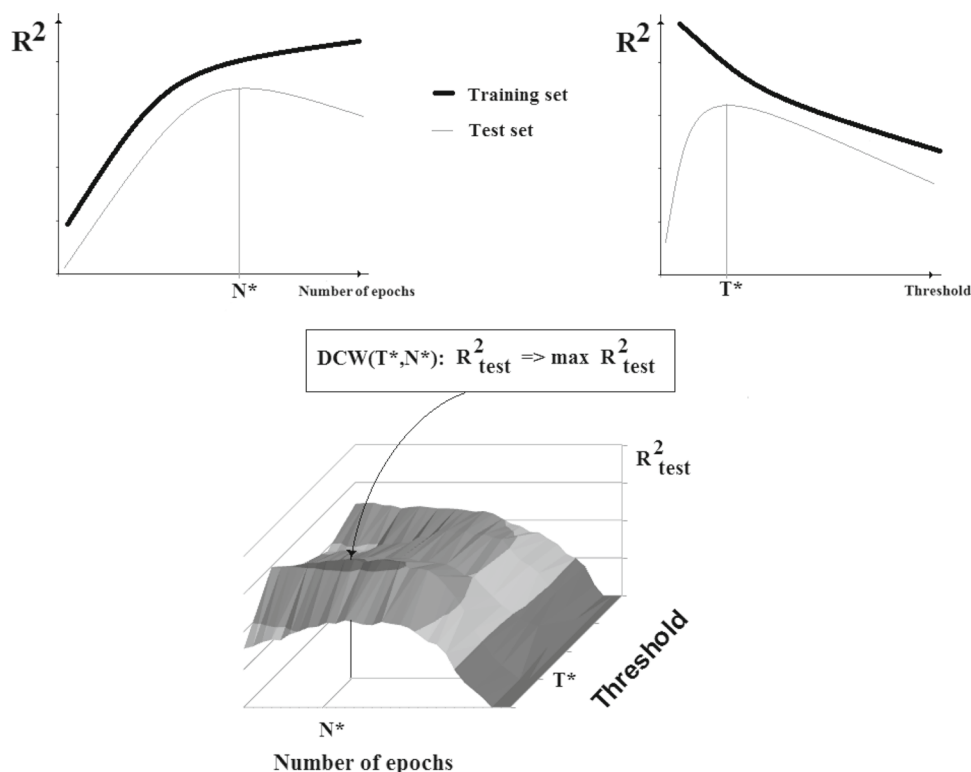 R²
Training set
Test set
N*
Number of epochs
R²
T*
Threshold
DCW(T*,N*): R²test => max R²test
R²test
Threshold
T*
N*
Number of epochs